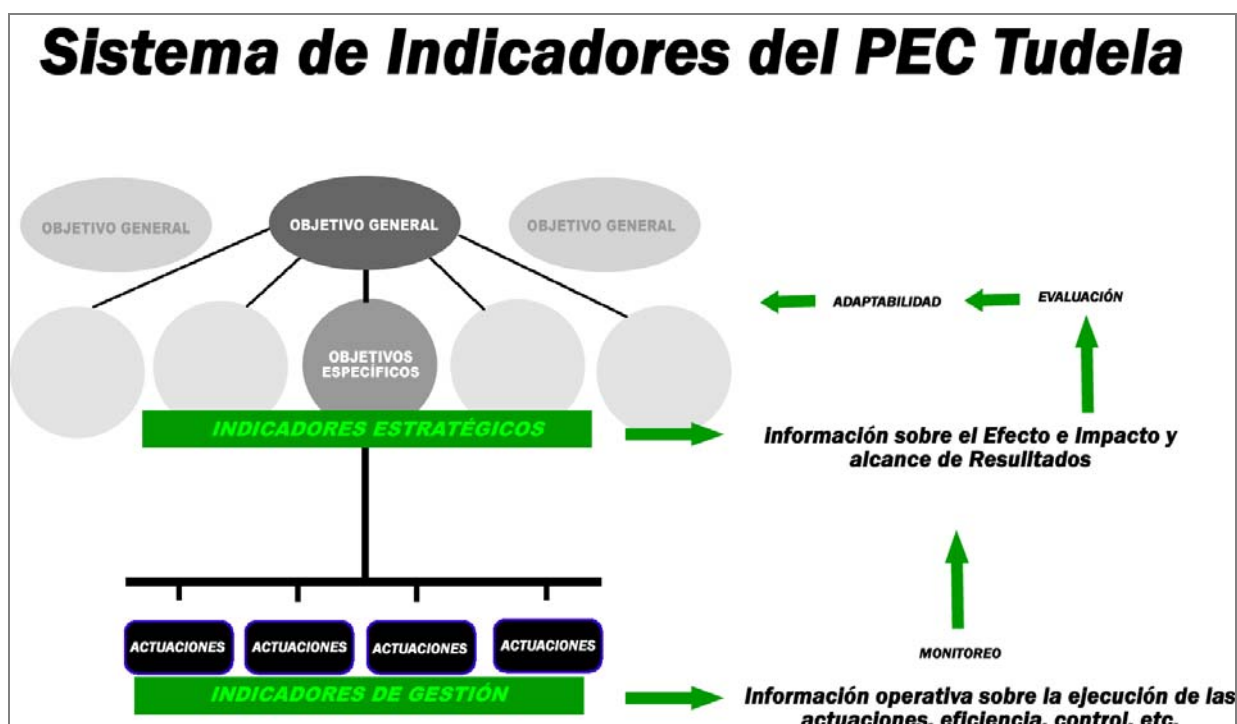 Sistema de Indicadores del PEC Tudela
OBJETIVO GENERAL
OBJETIVO GENERAL
OBJETIVO GENERAL
OBJETIVOS
ESPECÍFICOS
ADAPTABILIDAD
EVALUACIÓN
INDICADORES ESTRATÉGICOS
información sobre el Efecto e Impacto y
alcance de Resulltados
ACTUACIONES
ACTUACIONES
ACTUACIONES
ACTUACIONES
MONITOREO
INDICADORES DE GESTIÓN
Información operativa sobre la ejecución de las
actuaciones, eficiencia, control, etc.